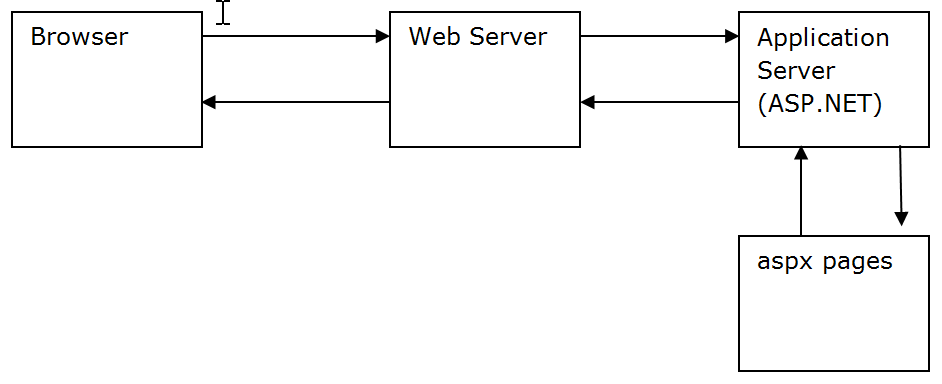 Browser
Web Server
Application
Server
(ASP.NET)
aspx pages